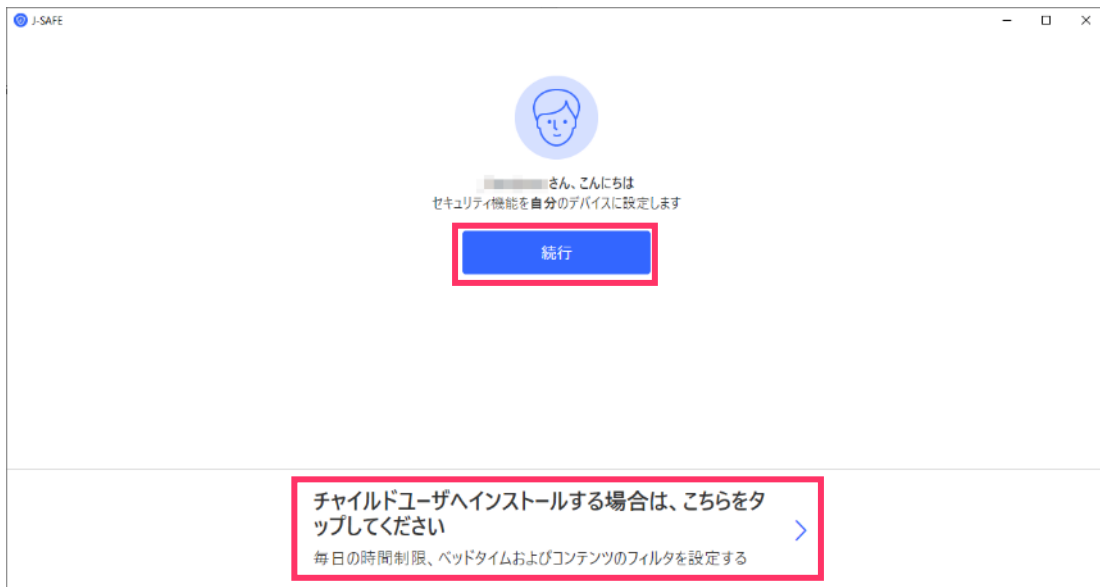 J-SAFE
さん、こんにちは
セキュリティ機能を自分のデバイスに設定します
続行
チャイルドユーザへインストールする場合は、こちらをタ
ップしてください
毎日の時間制限、ベッドタイムおよびコンテンツのフィルタを設定する